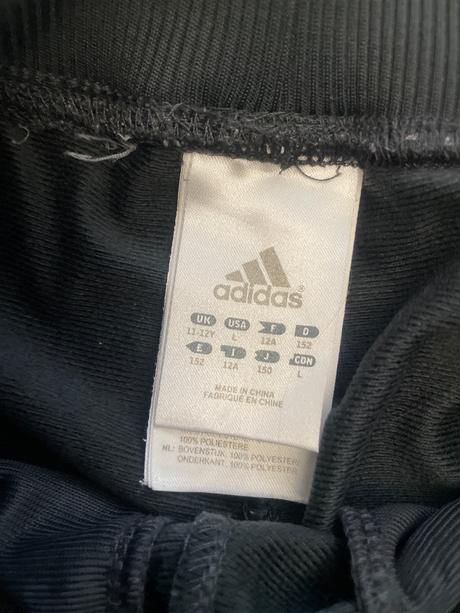 adidas®
UK USA F D
11-12Y L 12A 152
E I J CON
152 12A 150 L
MADE IN CHINA
FABRIQUÉ EN CHINE
100% POLYESTERE
NL: BOVENSTUK, 100% POLYESTER
ONDERKANT, 100% POLYESTER